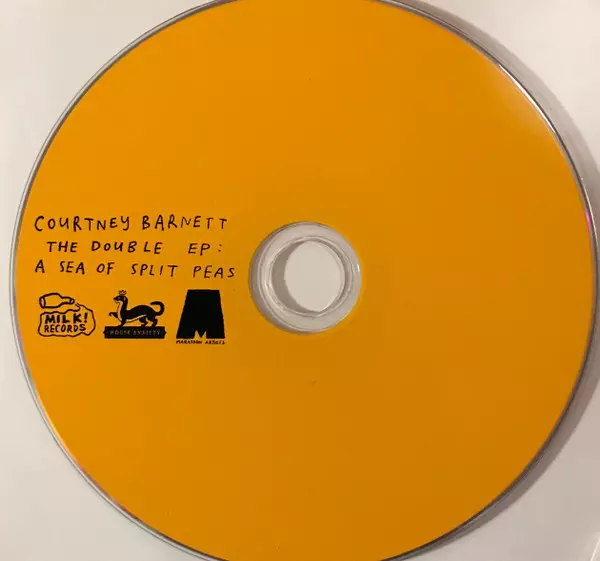 COURTNEY BARNETT
THE DOUBLE EP:
A SEA OF SPLIT PEAS
MILK!
RECORDS
HOUSE ANXIETY
MARATHON ARTISTS